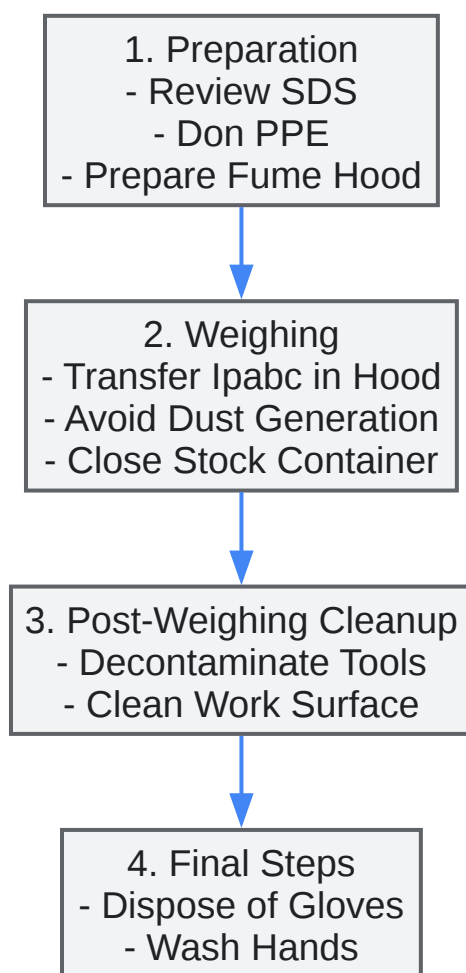 1. Preparation
- Review SDS
- Don PPE
- Prepare Fume Hood
2. Weighing
- Transfer Ipabc in Hood
- Avoid Dust Generation
- Close Stock Container
3. Post-Weighing Cleanup
- Decontaminate Tools
- Clean Work Surface
4. Final Steps
- Dispose of Gloves
- Wash Hands